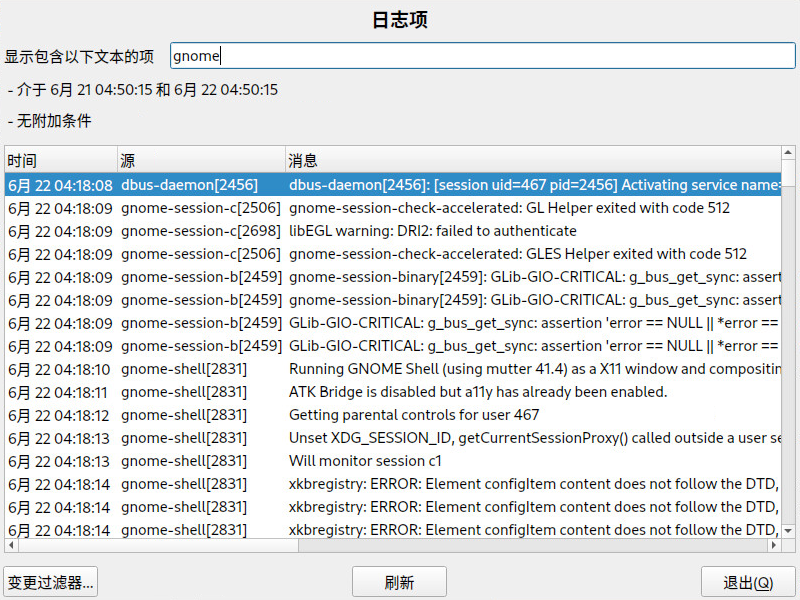 日志项
显示包含以下文本的项 gnome
- 介于 6月 21 04:50:15 和 6月 22 04:50:15
- 无附加条件
时间 源 消息
6月 22 04:18:08 dbus-daemon[2456] dbus-daemon[2456]: [session uid=467 pid=2456] Activating service name=
6月 22 04:18:09 gnome-session-c[2506] gnome-session-check-accelerated: GL Helper exited with code 512
6月 22 04:18:09 gnome-session-c[2698] libEGL warning: DRI2: failed to authenticate
6月 22 04:18:09 gnome-session-c[2506] gnome-session-check-accelerated: GLES Helper exited with code 512
6月 22 04:18:09 gnome-session-b[2459] gnome-session-binary[2459]: GLib-GIO-CRITICAL: g_bus_get_sync: assert
6月 22 04:18:09 gnome-session-b[2459] gnome-session-binary[2459]: GLib-GIO-CRITICAL: g_bus_get_sync: assert
6月 22 04:18:09 gnome-session-b[2459] GLib-GIO-CRITICAL: g_bus_get_sync: assertion 'error == NULL || *error ==
6月 22 04:18:09 gnome-session-b[2459] GLib-GIO-CRITICAL: g_bus_get_sync: assertion 'error == NULL || *error ==
6月 22 04:18:10 gnome-shell[2831] Running GNOME Shell (using mutter 41.4) as a X11 window and compositin
6月 22 04:18:11 gnome-shell[2831] ATK Bridge is disabled but a11y has already been enabled.
6月 22 04:18:12 gnome-shell[2831] Getting parental controls for user 467
6月 22 04:18:13 gnome-shell[2831] Unset XDG_SESSION_ID, getCurrentSessionProxy() called outside a user se
6月 22 04:18:13 gnome-shell[2831] Will monitor session c1
6月 22 04:18:14 gnome-shell[2831] xkbregistry: ERROR: Element configItem content does not follow the DTD,
6月 22 04:18:14 gnome-shell[2831] xkbregistry: ERROR: Element configItem content does not follow the DTD,
6月 22 04:18:14 gnome-shell[2831] xkbregistry: ERROR: Element configItem content does not follow the DTD,
变更过滤器... 刷新 退出(Q)